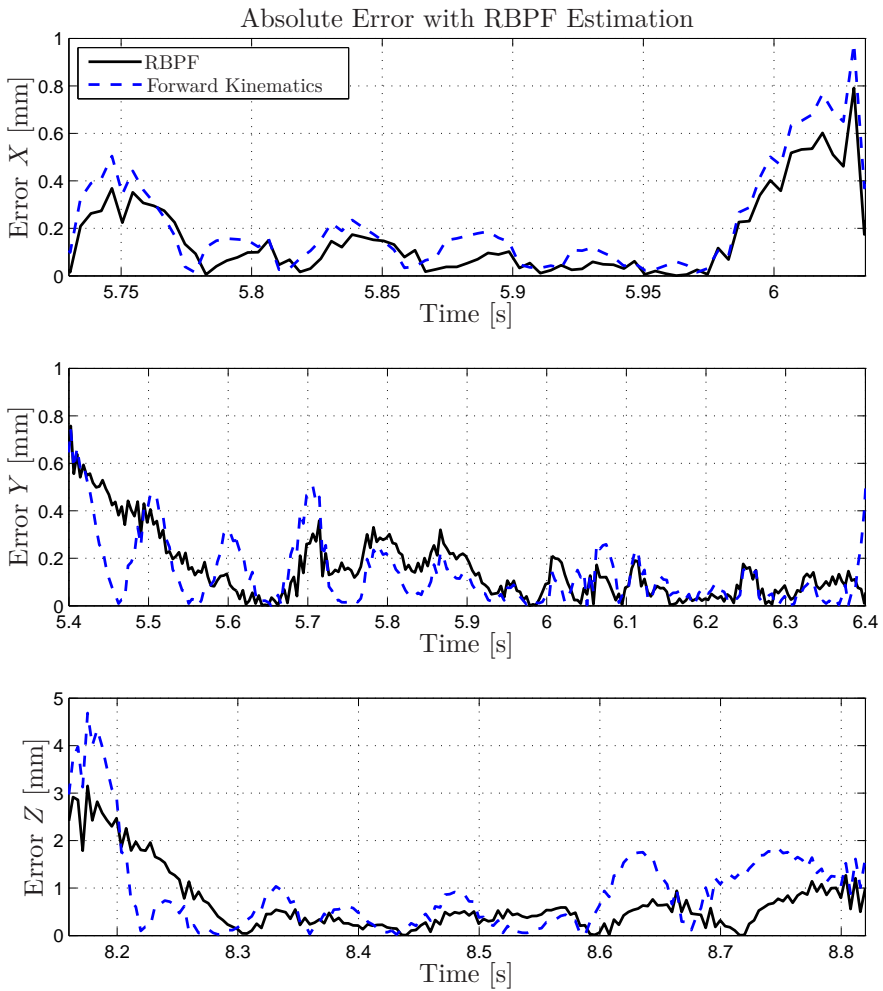 Absolute Error with RBPF Estimation
1
0.8
0.6
0.4
0.2
0
Error X [mm]
RBPF
Forward Kinematics
5.75 5.8 5.85 5.9 5.95 6
Time [s]
1
0.8
0.6
0.4
0.2
0
Error Y [mm]
5.4 5.5 5.6 5.7 5.8 5.9 6 6.1 6.2 6.3 6.4
Time [s]
5
4
3
2
1
0
Error Z [mm]
8.2 8.3 8.4 8.5 8.6 8.7 8.8
Time [s]